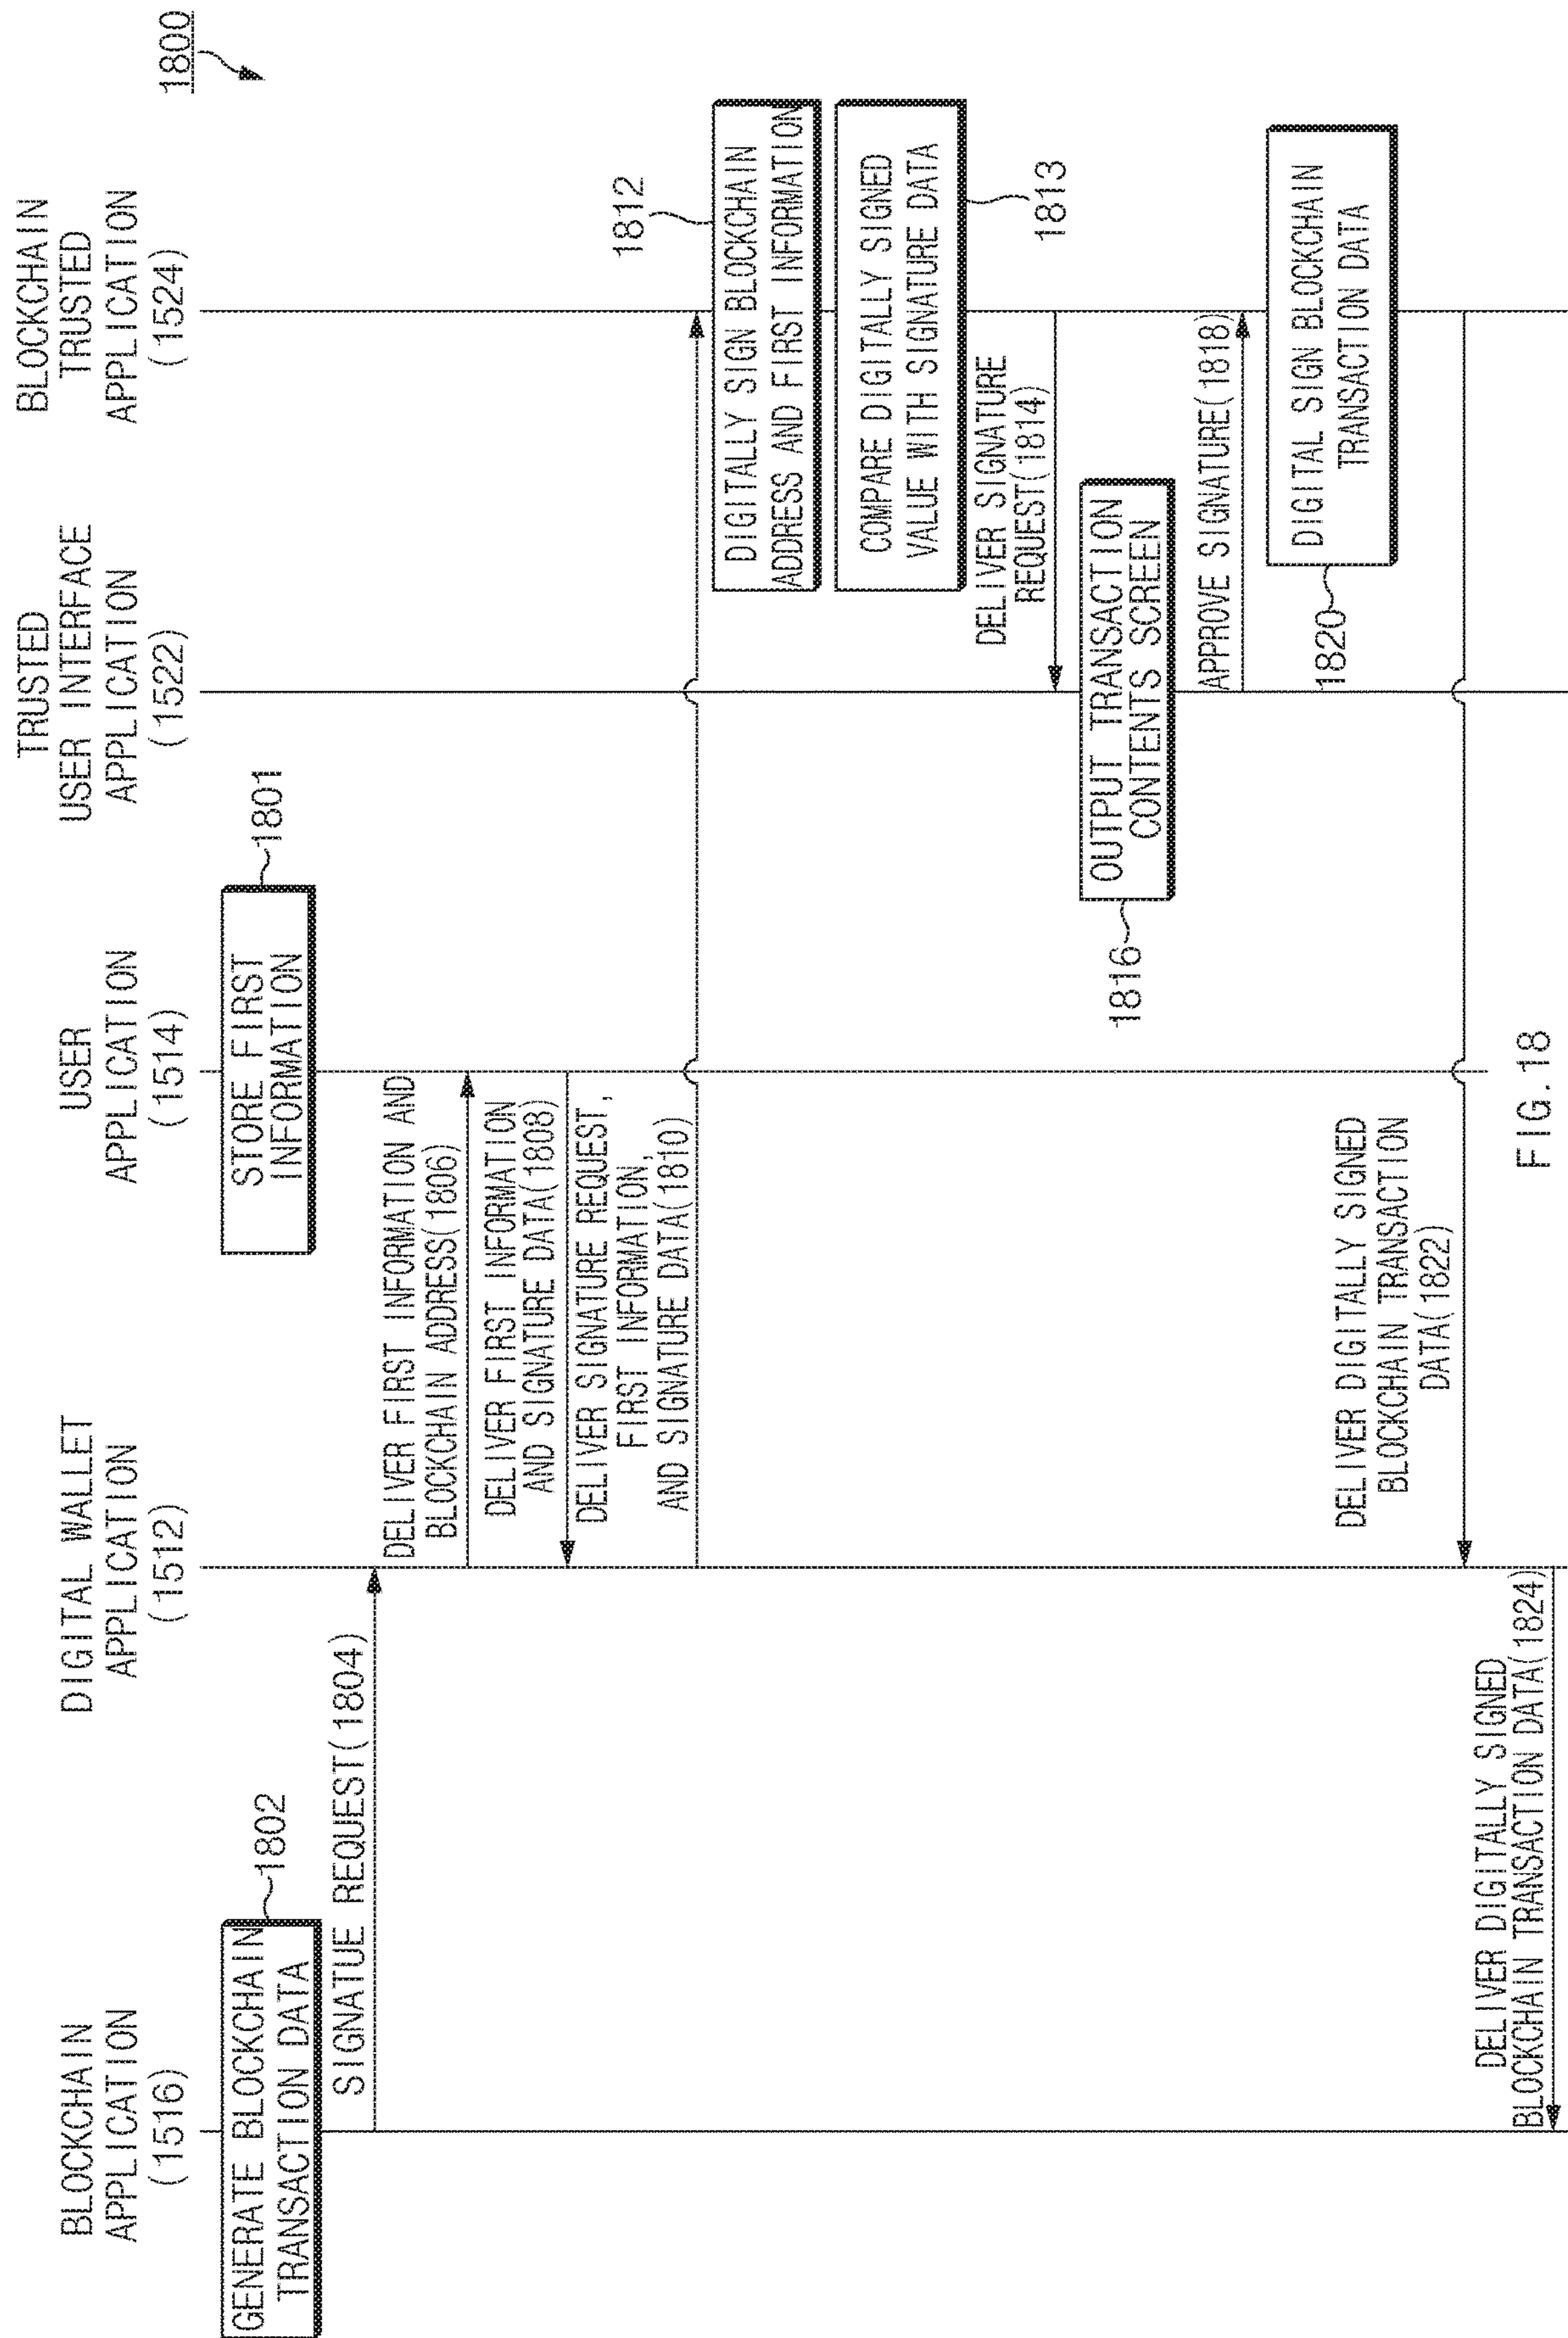 1800
BLOCKCHAIN
APPLICATION
(1516)
DIGITAL WALLET
APPLICATION
(1512)
USER
APPLICATION
(1514)
TRUSTED
USER INTERFACE
APPLICATION
(1522)
BLOCKCHAIN
TRUSTED
APPLICATION
(1524)
GENERATE BLOCKCHAIN
TRANSACTION DATA
1802
STORE FIRST
INFORMATION
1801
SIGNATUE REQUEST(1804)
DELIVER FIRST INFORMATION AND
BLOCKCHAIN ADDRESS(1806)
DELIVER FIRST INFORMATION
AND SIGNATURE DATA(1808)
DELIVER SIGNATURE REQUEST,
FIRST INFORMATION,
AND SIGNATURE DATA(1810)
1812
DIGITALLY SIGN BLOCKCHAIN
ADDRESS AND FIRST INFORMATION
COMPARE DIGITALLY SIGNED
VALUE WITH SIGNATURE DATA
1813
DELIVER SIGNATURE
REQUEST(1814)
OUTPUT TRANSACTION
CONTENTS SCREEN
1816
APPROVE SIGNATURE(1818)
DIGITAL SIGN BLOCKCHAIN
TRANSACTION DATA
1820
DELIVER DIGITALLY SIGNED
BLOCKCHAIN TRANSACTION
DATA(1822)
DELIVER DIGITALLY SIGNED
BLOCKCHAIN TRANSACTION DATA(1824)
FIG.18